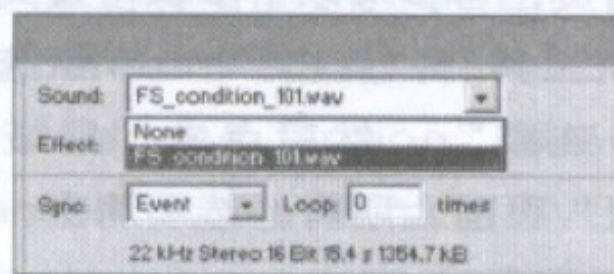 Sound: FS_condition_101.wav
None
Effect: FS_condition_101.wav
Sync: Event Loop: 0 times
22 kHz Stereo 16 Bit 15.4 s 1354.7 kB